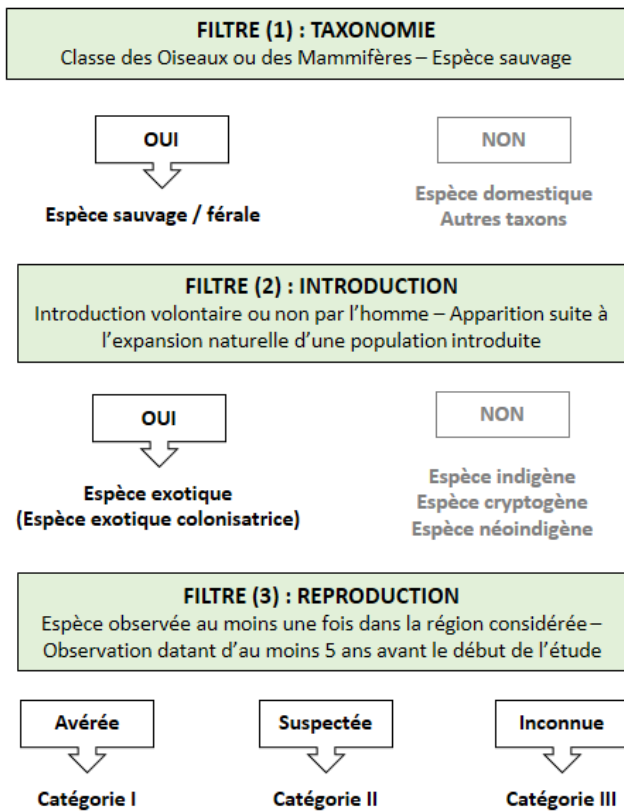 FILTRE (1) : TAXONOMIE
Classe des Oiseaux ou des Mammifères – Espèce sauvage
OUI
NON
Espèce sauvage / férale
Espèce domestique
Autres taxons
FILTRE (2) : INTRODUCTION
Introduction volontaire ou non par l’homme – Apparition suite à
l’expansion naturelle d’une population introduite
OUI
NON
Espèce exotique
(Espèce exotique colonisatrice)
Espèce indigène
Espèce cryptogène
Espèce néoindigène
FILTRE (3) : REPRODUCTION
Espèce observée au moins une fois dans la région considérée –
Observation datant d’au moins 5 ans avant le début de l’étude
Avérée
Suspectée
Inconnue
Catégorie I
Catégorie II
Catégorie III